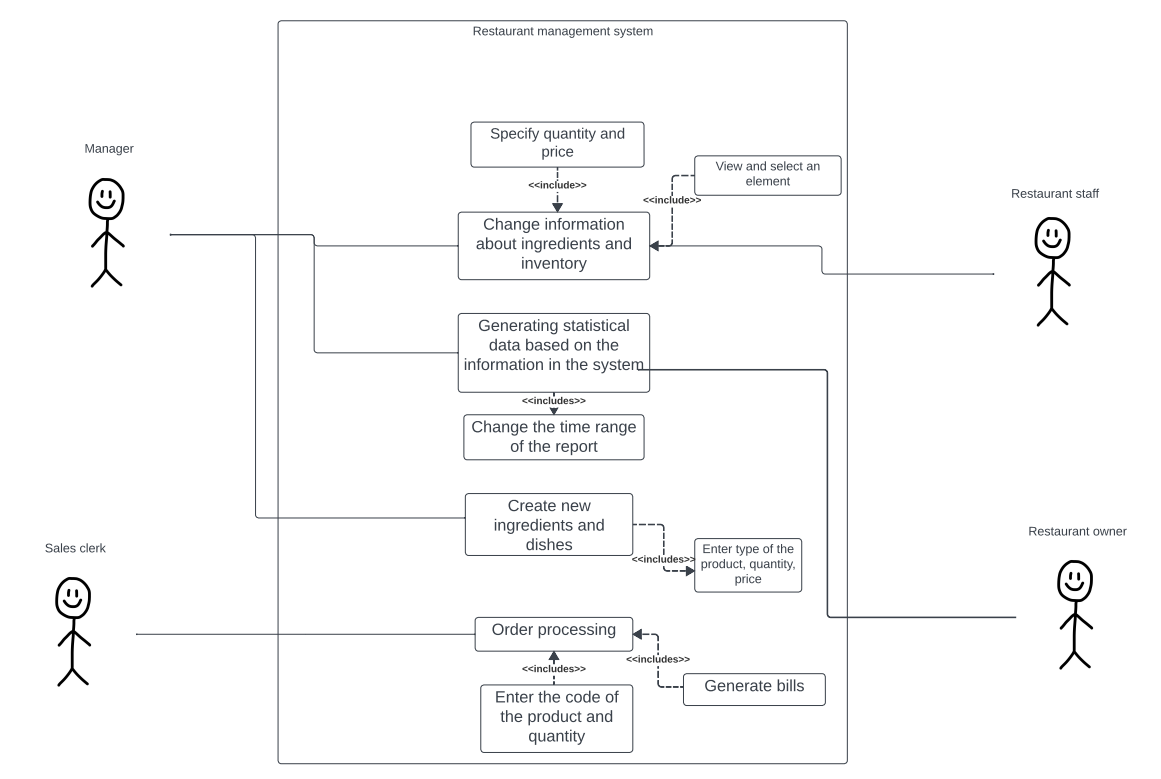 Restaurant management system
Manager
Specify quantity and
price
<<include>>
View and select an
element
<<include>>
Restaurant staff
Change information
about ingredients and
inventory
Generating statistical
data based on the
information in the system
<<includes>>
Change the time range
of the report
Create new
ingredients and
dishes
<<includes>>
Enter type of the
product, quantity,
price
Sales clerk
Restaurant owner
Order processing
<<includes>>
<<includes>>
Generate bills
Enter the code of
the product and
quantity